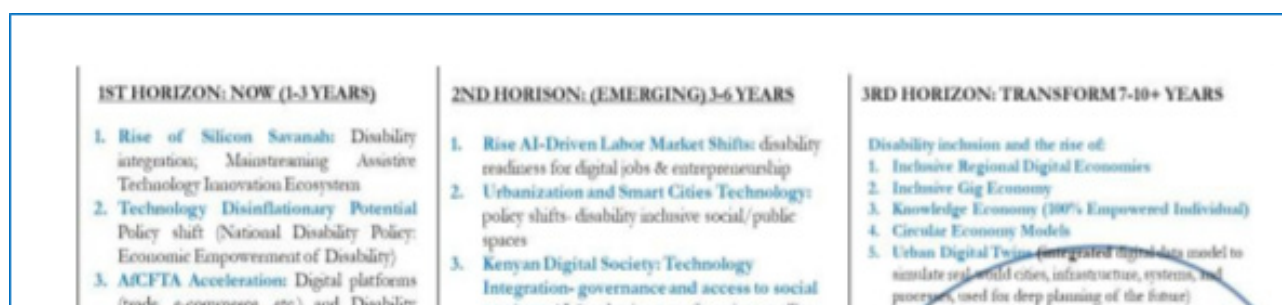 1ST HORIZON: NOW (1-3 YEARS)
1. Rise of Silicon Savanah: Disability
integration; Mainstreaming Assistive
Technology Innovation Ecosystem
2. Technology Disinflationary Potential
Policy shift (National Disability Policy:
Economic Empowerment of Disability)
3. AfCFTA Acceleration: Digital platforms
(trade, e-commerce, etc.) and Disability
2ND HORISON: (EMERGING) 3-6 YEARS
1. Rise AI-Driven Labor Market Shifts: disability
readiness for digital jobs & entrepreneurship
2. Urbanization and Smart Cities Technology:
policy shifts- disability inclusive social/public
spaces
3. Kenyan Digital Society: Technology
Integration- governance and access to social
3RD HORIZON: TRANSFORM 7-10+ YEARS
Disability inclusion and the rise of:
1. Inclusive Regional Digital Economies
2. Inclusive Gig Economy
3. Knowledge Economy (100% Empowered Individual)
4. Circular Economy Models
5. Urban Digital Twins (integrated digital data model to
simulate real-world cities, infrastructure, systems, and
processes, used for deep planning of the future)